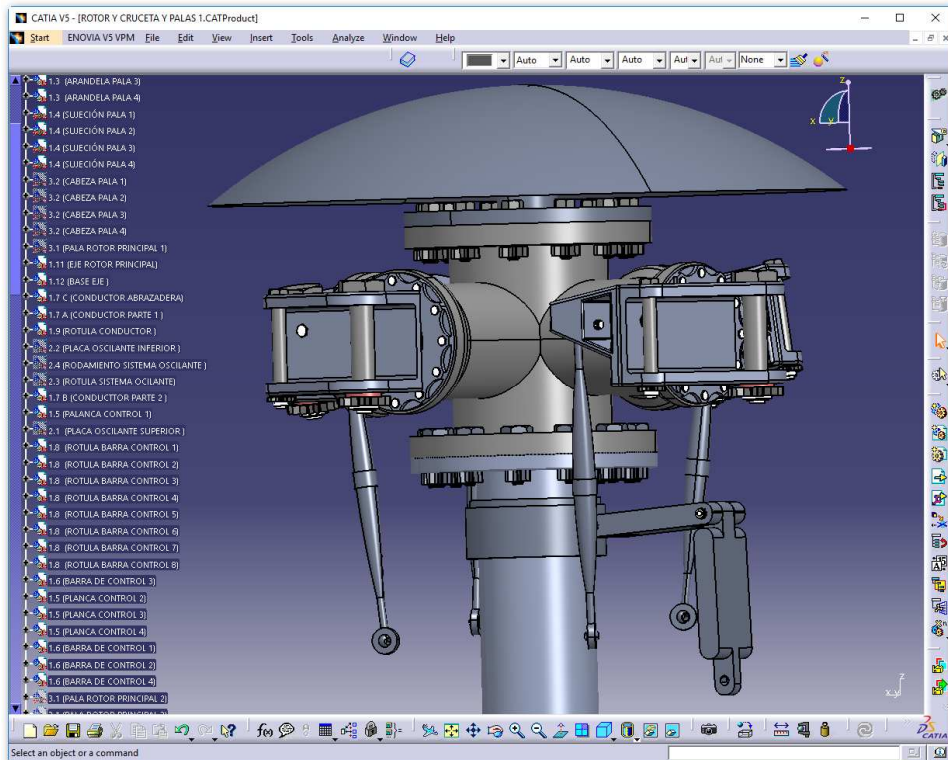 CATIA V5 - [ROTOR Y CRUCETA Y PALAS 1.CATProduct]
Start ENOVIA V5 VPM File Edit View Insert Tools Analyze Window Help
Auto Auto Auto Aut Aut None
1.3 (ARANDELA PALA 3)
1.3 (ARANDELA PALA 4)
1.4 (SUJECIÓN PALA 1)
1.4 (SUJECIÓN PALA 2)
1.4 (SUJECIÓN PALA 3)
1.4 (SUJECIÓN PALA 4)
3.2 (CABEZA PALA 1)
3.2 (CABEZA PALA 2)
3.2 (CABEZA PALA 3)
3.2 (CABEZA PALA 4)
3.1 (PALA ROTOR PRINCIPAL 1)
1.11 (EJE ROTOR PRINCIPAL)
1.12 (BASE EJE )
1.7 C (CONDUCTOR ABRAZADERA)
1.7 A (CONDUCTOR PARTE 1 )
1.9 (ROTULA CONDUCTOR )
2.2 (PLACA OSCILANTE INFERIOR )
2.4 (RODAMIENTO SISTEMA OSCILANTE )
2.3 (ROTULA SISTEMA OCILANTE)
1.7 B (CONDUCTTOR PARTE 2 )
1.5 (PALANCA CONTROL 1)
2.1 (PLACA OSCILANTE SUPERIOR )
1.8 (ROTULA BARRA CONTROL 1)
1.8 (ROTULA BARRA CONTROL 2)
1.8 (ROTULA BARRA CONTROL 3)
1.8 (ROTULA BARRA CONTROL 4)
1.8 (ROTULA BARRA CONTROL 5)
1.8 (ROTULA BARRA CONTROL 6)
1.8 (ROTULA BARRA CONTROL 7)
1.8 (ROTULA BARRA CONTROL 8)
1.6 (BARRA DE CONTROL 3)
1.5 (PLANCA CONTROL 2)
1.5 (PLANCA CONTROL 3)
1.5 (PLANCA CONTROL 4)
1.6 (BARRA DE CONTROL 1)
1.6 (BARRA DE CONTROL 2)
1.6 (BARRA DE CONTROL 4)
3.1 (PALA ROTOR PRINCIPAL 2)
z
x y
z
x y
f(x)
CATIA
Select an object or a command